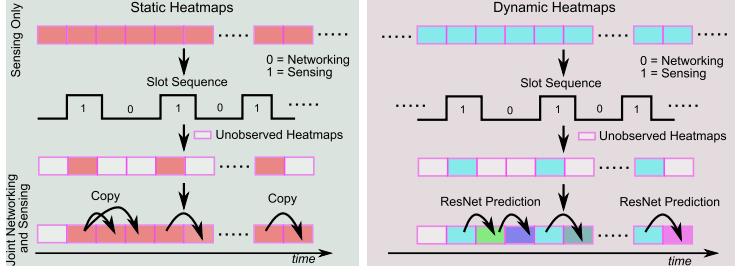 Static Heatmaps
Sensing Only
0 = Networking
1 = Sensing
Slot Sequence
1 0 1 0 1
Unobserved Heatmaps
Joint Networking
and Sensing
Copy Copy
time
Dynamic Heatmaps
0 = Networking
1 = Sensing
Slot Sequence
1 0 1 0 1
Unobserved Heatmaps
ResNet Prediction ResNet Prediction
time